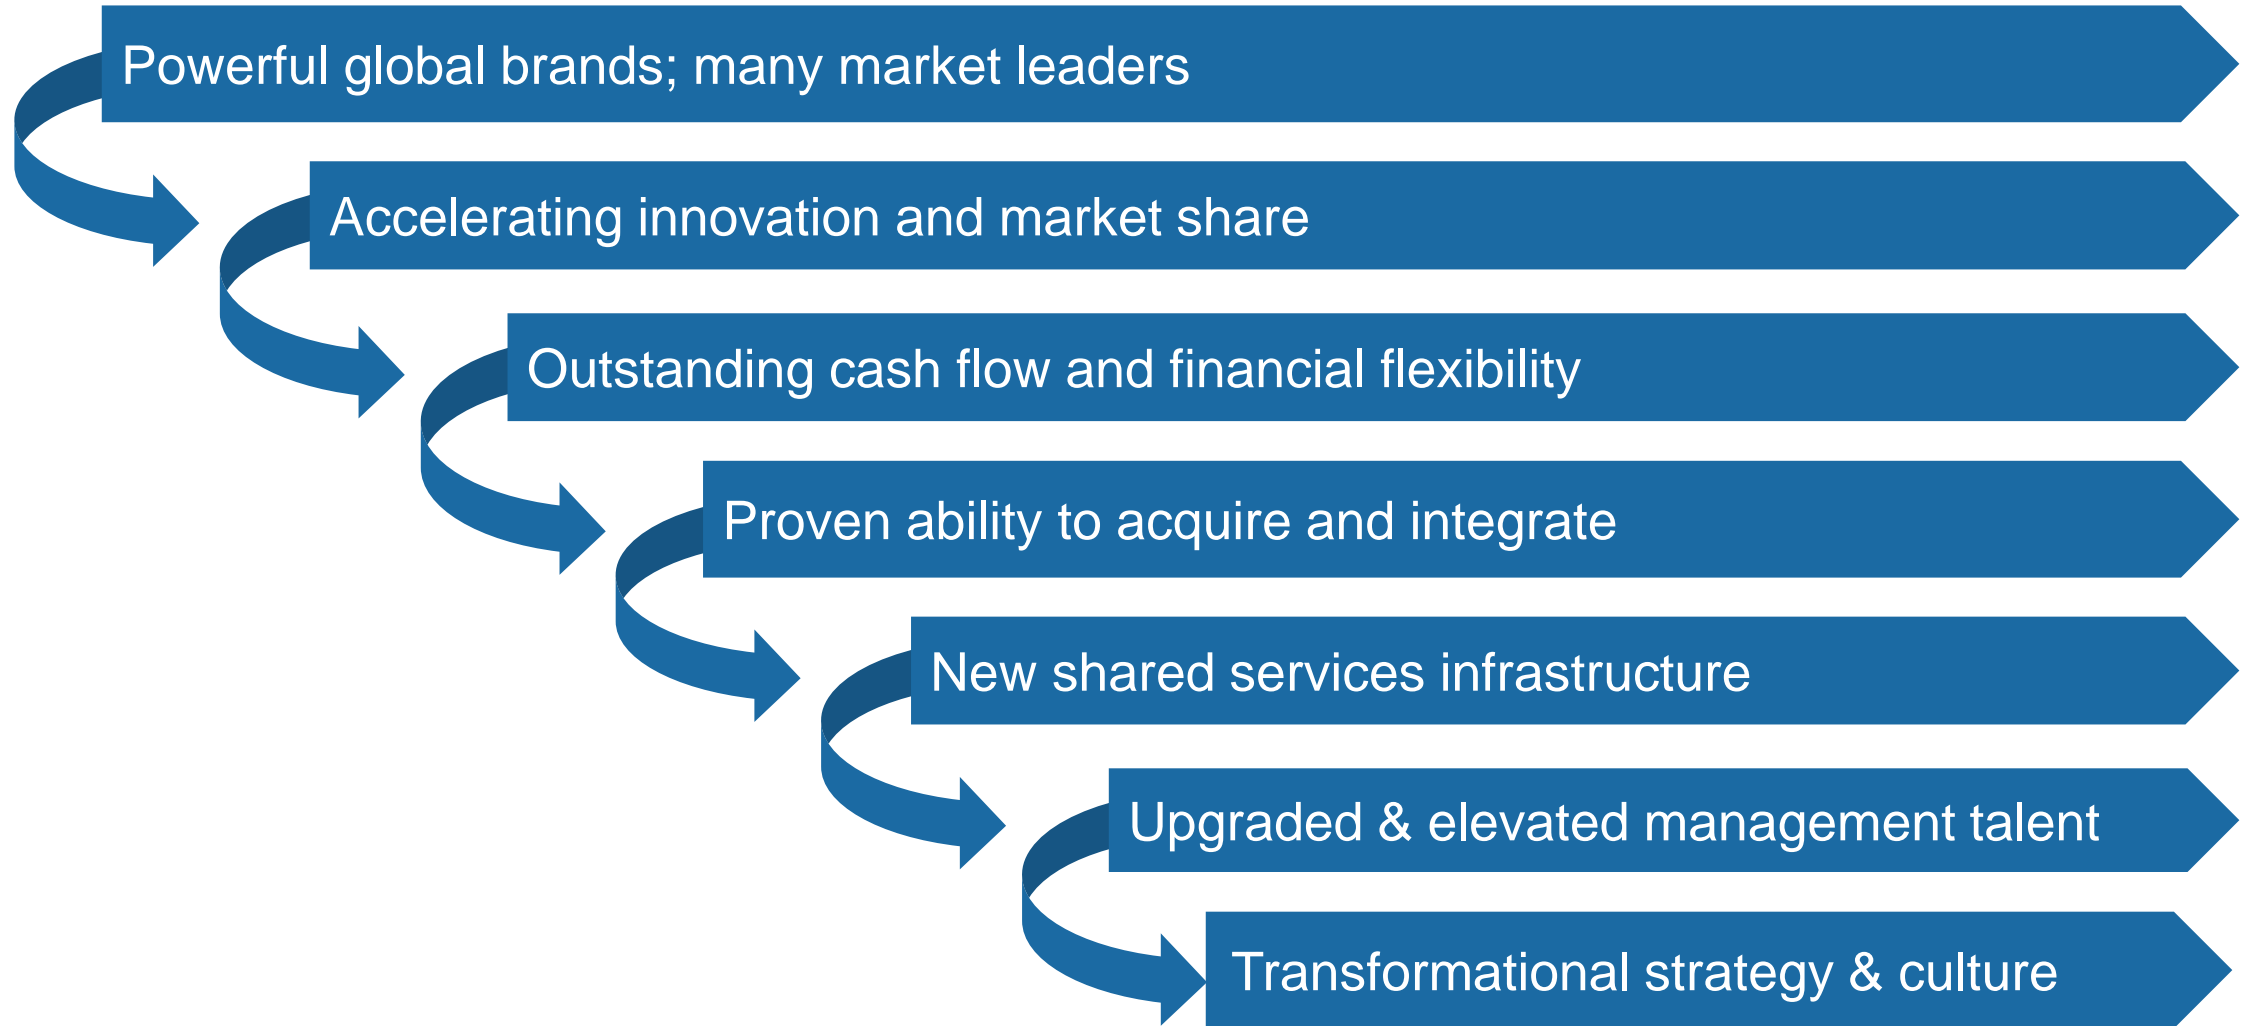 Powerful global brands; many market leaders
Accelerating innovation and market share
Outstanding cash flow and financial flexibility
Proven ability to acquire and integrate
New shared services infrastructure
Upgraded & elevated management talent
Transformational strategy & culture